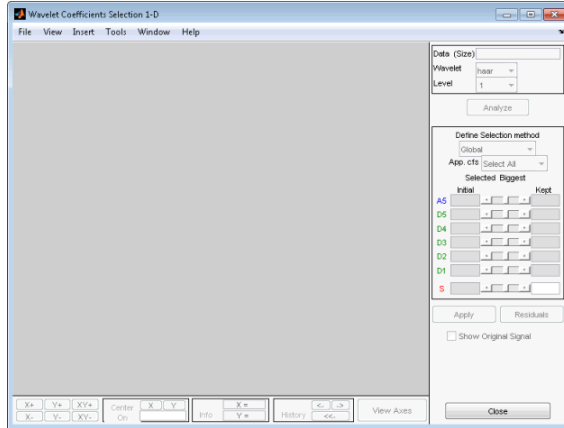 Wavelet Coefficients Selection 1-D
File View Insert Tools Window Help
Data (Size)
Wavelet haar
Level 1
Analyze
Define Selection method
Global
App. cfs Select All
Selected Biggest
Initial Kept
A5
D5
D4
D3
D2
D1
S
Apply Residuals
Show Original Signal
X+ Y+ XY+
X- Y- XY-
Center On
X Y
Info
X =
Y =
History
<- ->
<<-
View Axes
Close